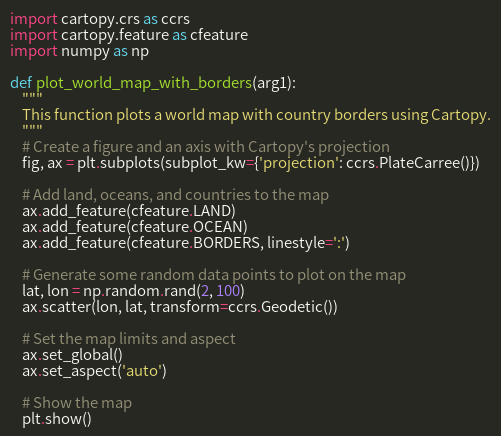 import cartopy.crs as ccrs
import cartopy.feature as cfeature
import numpy as np

def plot_world_map_with_borders(arg1):
    """
    This function plots a world map with country borders using Cartopy.
    """
    # Create a figure and an axis with Cartopy's projection
    fig, ax = plt.subplots(subplot_kw={'projection': ccrs.PlateCarree()})

    # Add land, oceans, and countries to the map
    ax.add_feature(cfeature.LAND)
    ax.add_feature(cfeature.OCEAN)
    ax.add_feature(cfeature.BORDERS, linestyle=':')

    # Generate some random data points to plot on the map
    lat, lon = np.random.rand(2, 100)
    ax.scatter(lon, lat, transform=ccrs.Geodetic())

    # Set the map limits and aspect
    ax.set_global()
    ax.set_aspect('auto')

    # Show the map
    plt.show()